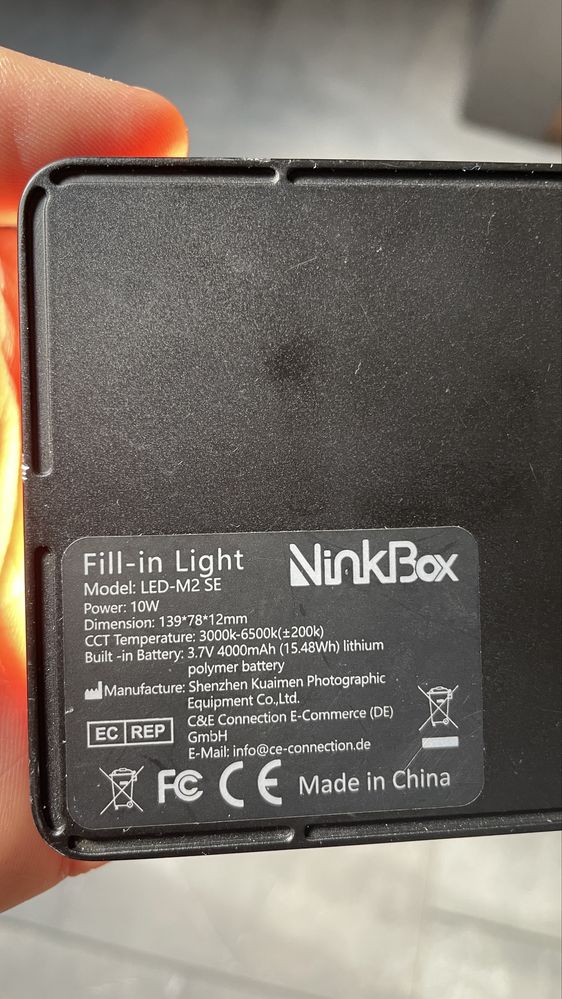 Fill-in Light
NinkBox
Model: LED-M2 SE
Power: 10W
Dimension: 139*78*12mm
CCT Temperature: 3000k-6500k(±200k)
Built -in Battery: 3.7V 4000mAh (15.48Wh) lithium
polymer battery
Manufacture: Shenzhen Kuaimen Photographic
Equipment Co.,Ltd.
EC REP
C&E Connection E-Commerce (DE)
GmbH
E-Mail: info@ce-connection.de
FC CE Made in China